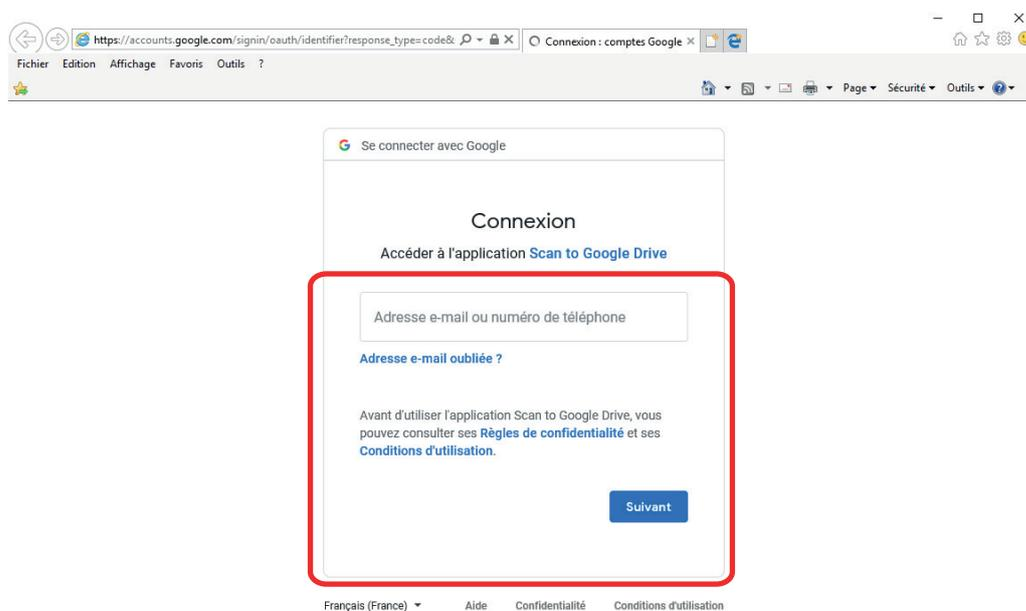 https://accounts.google.com/signin/oauth/identifier?response_type=code&
Connexion : comptes Google
Fichier Edition Affichage Favoris Outils ?
Page Sécurité Outils
Se connecter avec Google
Connexion
Accéder à l'application Scan to Google Drive
Adresse e-mail ou numéro de téléphone
Adresse e-mail oubliée ?
Avant d'utiliser l'application Scan to Google Drive, vous
pouvez consulter ses Règles de confidentialité et ses
Conditions d'utilisation.
Suivant
Français (France) Aide Confidentialité Conditions d'utilisation